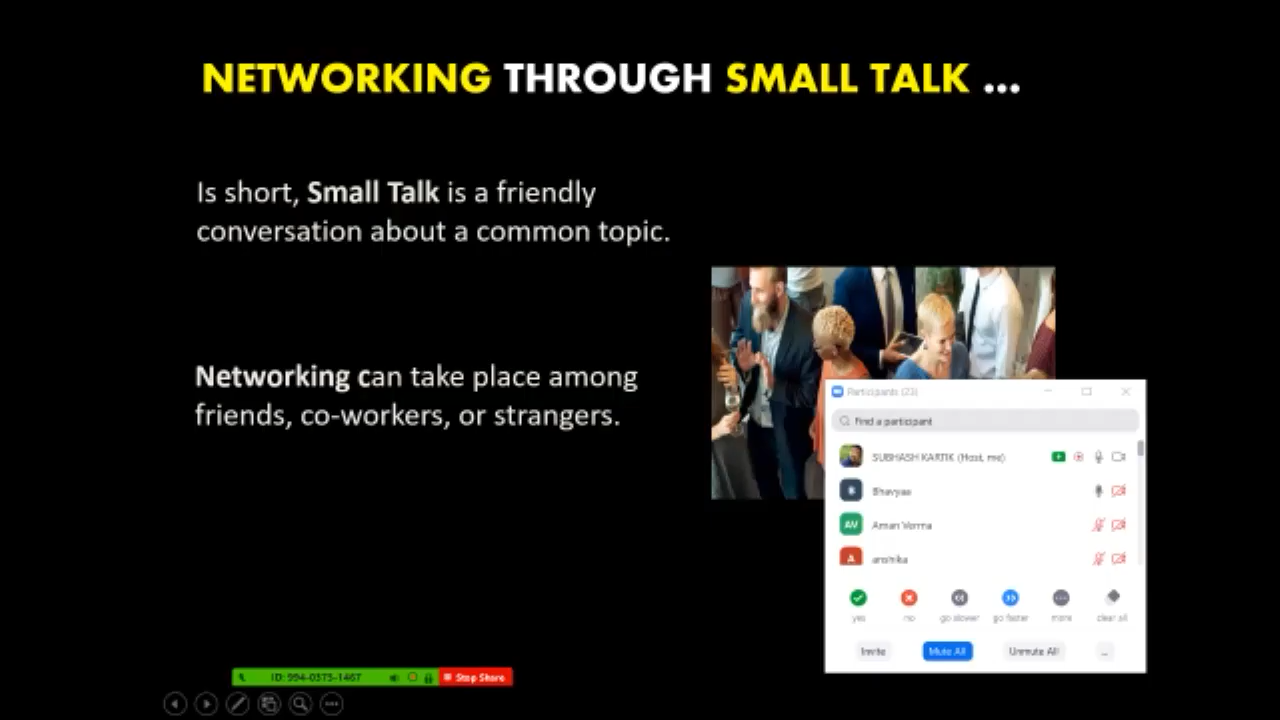 NETWORKING THROUGH SMALL TALK ...
Is short, Small Talk is a friendly
conversation about a common topic.
Networking can take place among
friends, co-workers, or strangers.
Participants (23)
Find a participant
SUBHASH KARTIK (Host, me)
B
Bhavyaa
AV
Aman Verma
A
anshika
yes
no
go slower
go faster
more
clear all
Invite
Mute All
Unmute All
...
ID: 994-0375-1467
Stop Share